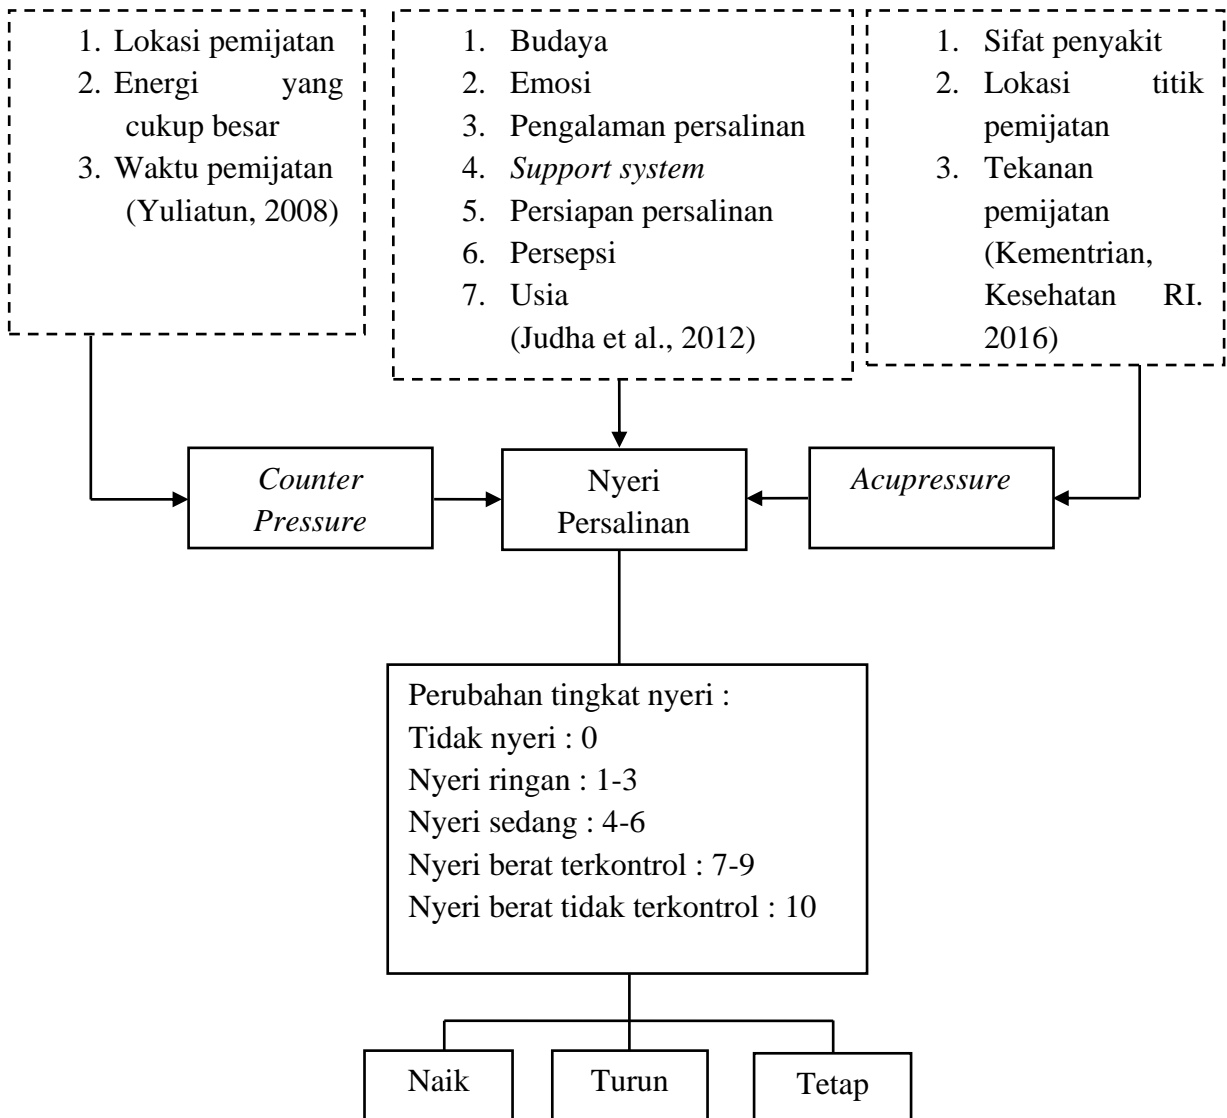 1. Lokasi pemijatan
2. Energi yang
cukup besar
3. Waktu pemijatan
(Yuliatun, 2008)
1. Budaya
2. Emosi
3. Pengalaman persalinan
4. Support system
5. Persiapan persalinan
6. Persepsi
7. Usia
(Judha et al., 2012)
1. Sifat penyakit
2. Lokasi titik
pemijatan
3. Tekanan
pemijatan
(Kementrian,
Kesehatan RI.
2016)
Counter
Pressure
Nyeri
Persalinan
Acupressure
Perubahan tingkat nyeri :
Tidak nyeri : 0
Nyeri ringan : 1-3
Nyeri sedang : 4-6
Nyeri berat terkontrol : 7-9
Nyeri berat tidak terkontrol : 10
Naik
Turun
Tetap